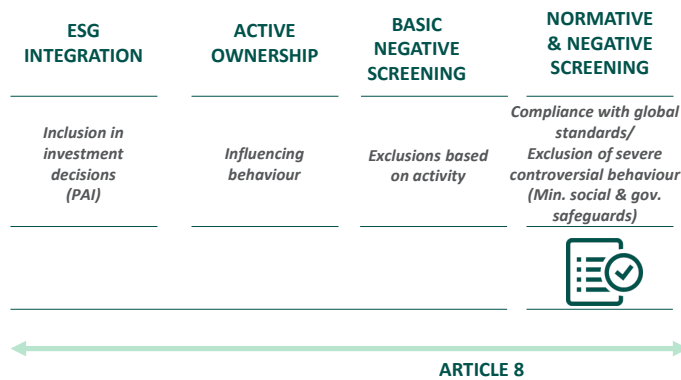 ESG
INTEGRATION
ACTIVE
OWNERSHIP
BASIC
NEGATIVE
SCREENING
NORMATIVE
& NEGATIVE
SCREENING
Inclusion in
investment
decisions
(PAI)
Influencing
behaviour
Exclusions based
on activity
Compliance with global
standards/
Exclusion of severe
controversial behaviour
(Min. social & gov.
safeguards)
ARTICLE 8